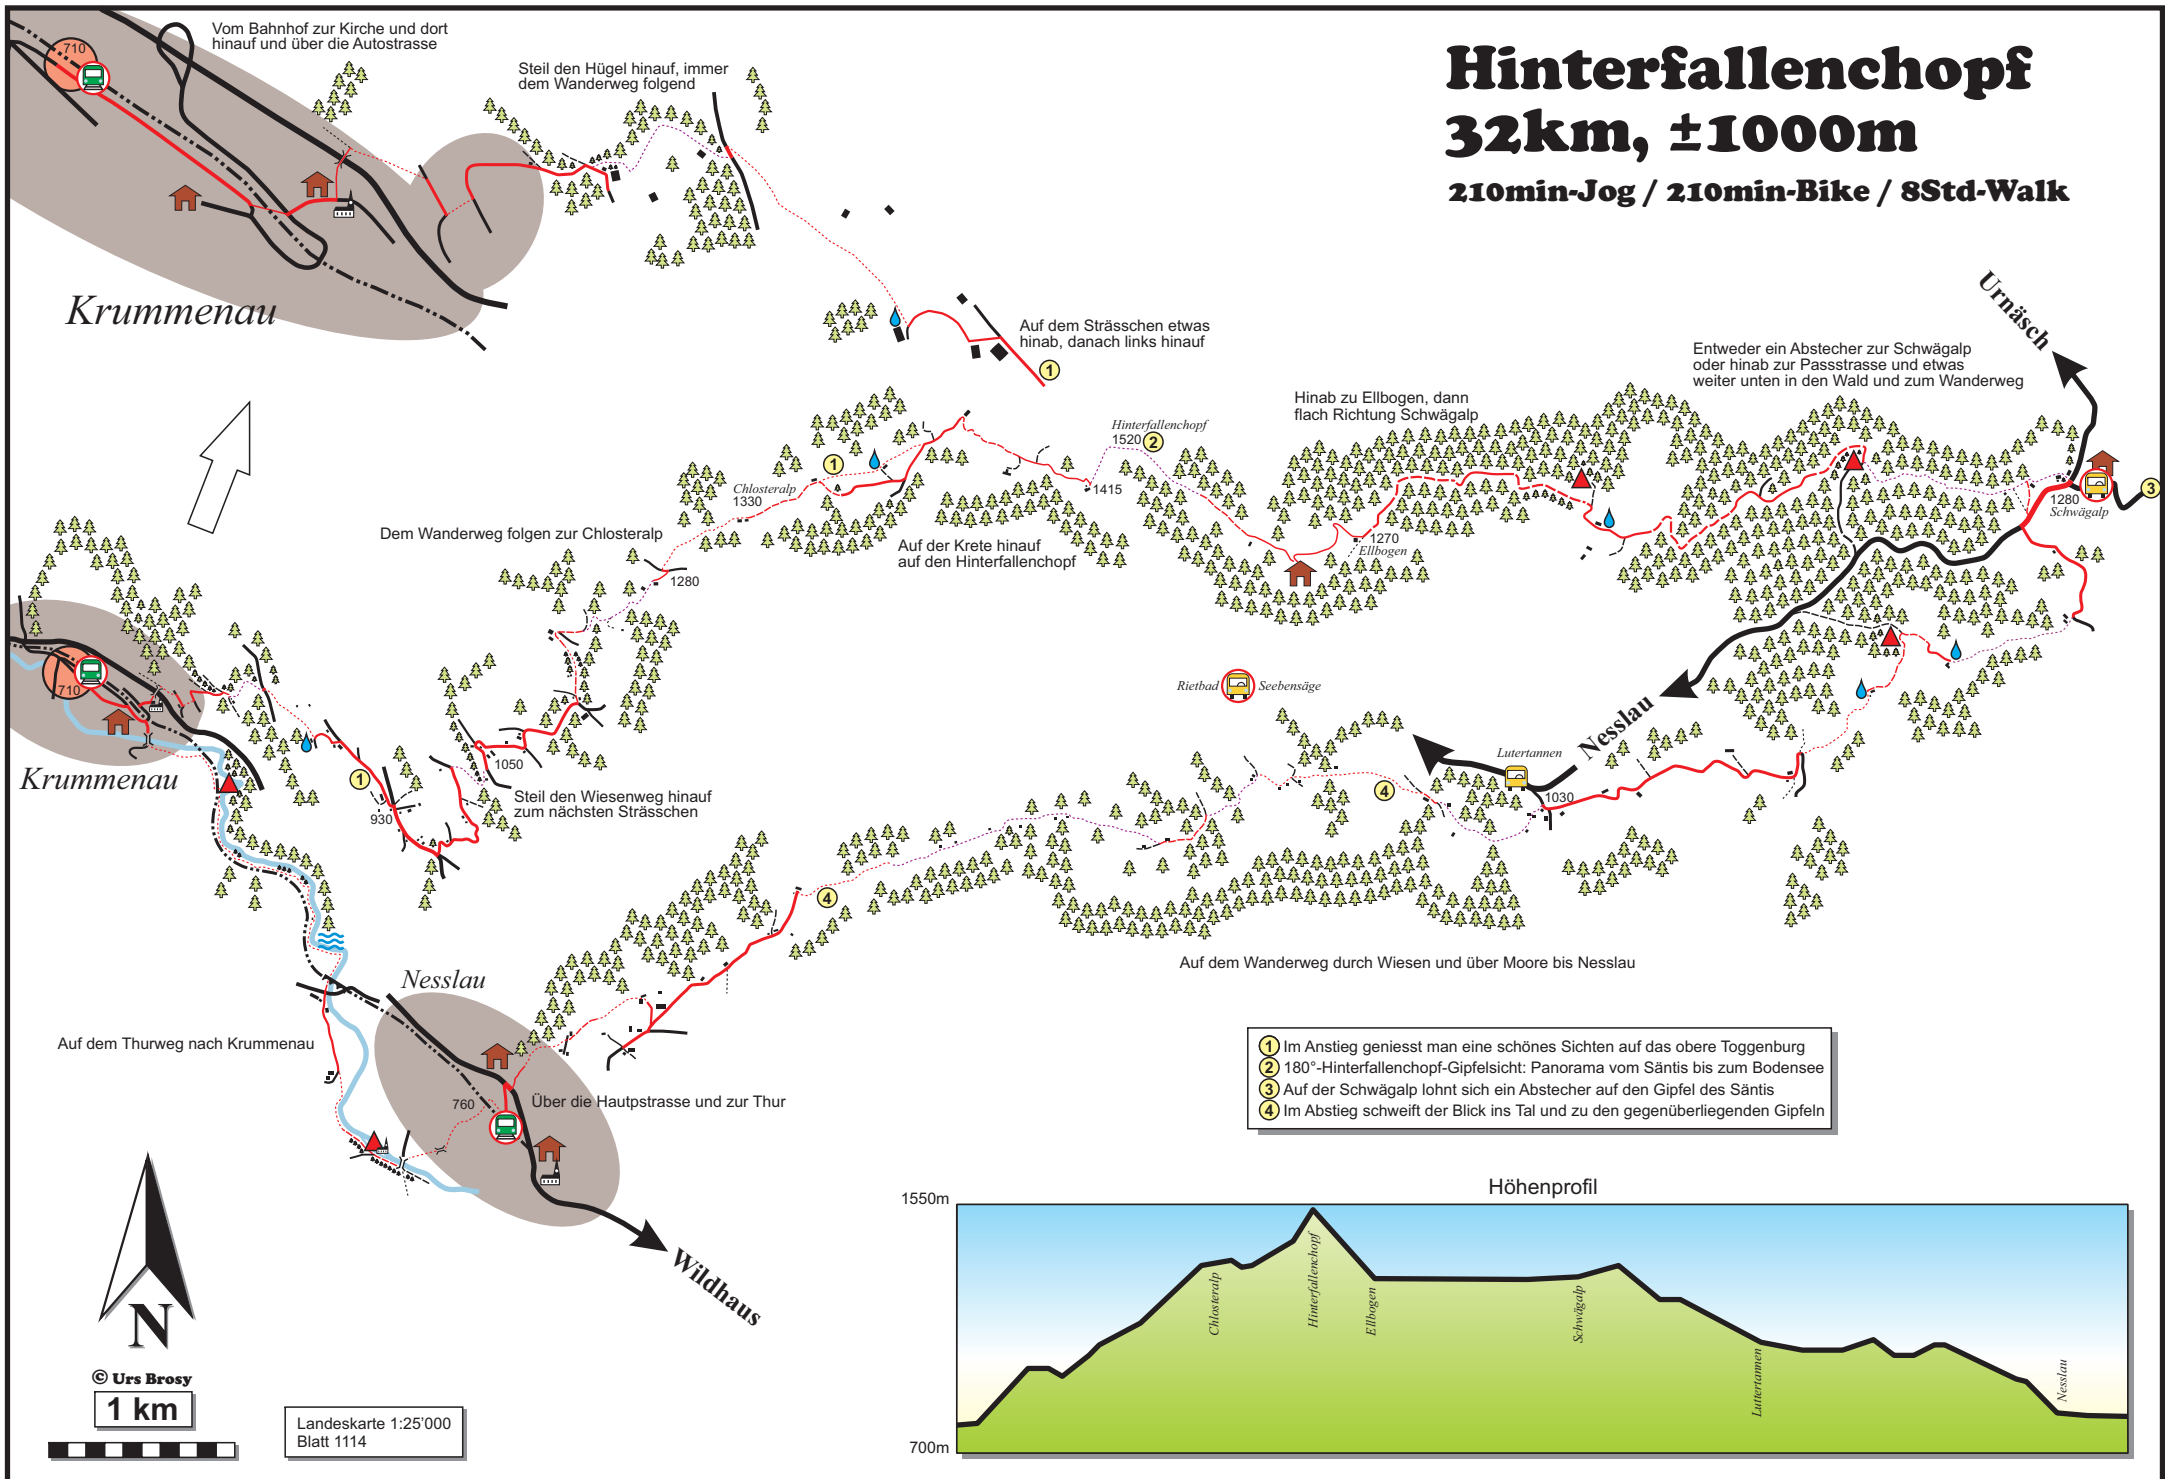 Hinterfallenchopf
32km, ±1000m
210min-Jog / 210min-Bike / 8Std-Walk
Vom Bahnhof zur Kirche und dort
hinauf und über die Autostrasse
710
Steil den Hügel hinauf, immer
dem Wanderweg folgend
Krummenau
Auf dem Strässchen etwas
hinab, danach links hinauf
1
Urnäsch
Entweder ein Abstecher zur Schwägalp
oder hinab zur Passstrasse und etwas
weiter unten in den Wald und zum Wanderweg
Hinab zu Ellbogen, dann
flach Richtung Schwägalp
Hinterfallenchopf
1520
2
1
Chlosteralp
1330
1415
3
1280
Schwägalp
Dem Wanderweg folgen zur Chlosteralp
Auf der Krete hinauf
auf den Hinterfallenchopf
1270
Ellbogen
1280
710
Rietbad
Seebensäge
Nesslau
Krummenau
1
930
1050
Steil den Wiesenweg hinauf
zum nächsten Strässchen
Lutertannen
1030
4
4
Auf dem Wanderweg durch Wiesen und über Moore bis Nesslau
Nesslau
Auf dem Thurweg nach Krummenau
760
Über die Hautpstrasse und zur Thur
1 Im Anstieg geniesst man eine schönes Sichten auf das obere Toggenburg
2 180°-Hinterfallenchopf-Gipfelsicht: Panorama vom Säntis bis zum Bodensee
3 Auf der Schwägalp lohnt sich ein Abstecher auf den Gipfel des Säntis
4 Im Abstieg schweift der Blick ins Tal und zu den gegenüberliegenden Gipfeln
Wildhaus
N
© Urs Brosy
1 km
Landeskarte 1:25'000
Blatt 1114
Höhenprofil
1550m
700m
Chlosteralp
Hinterfallenchopf
Ellbogen
Schwägalp
Luttertannen
Nesslau